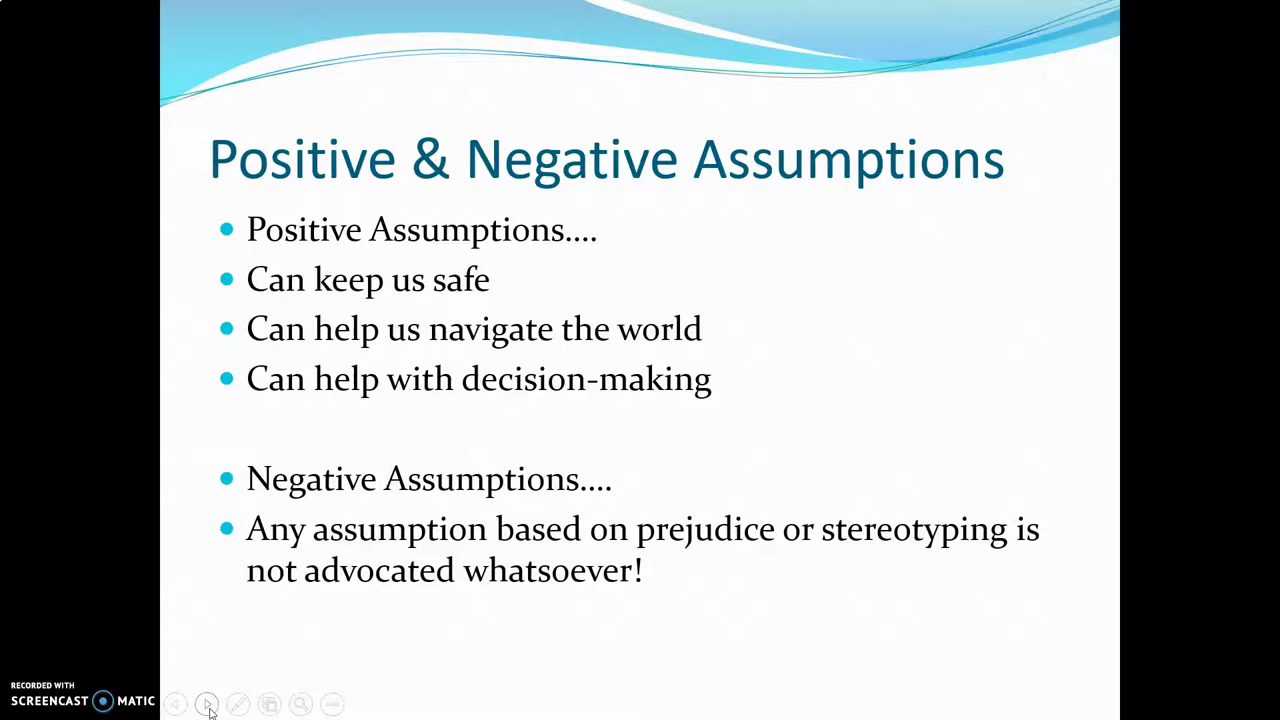 Positive & Negative Assumptions
Positive Assumptions....
Can keep us safe
Can help us navigate the world
Can help with decision-making
Negative Assumptions....
Any assumption based on prejudice or stereotyping is
not advocated whatsoever!
RECORDED WITH
SCREENCAST MATIC